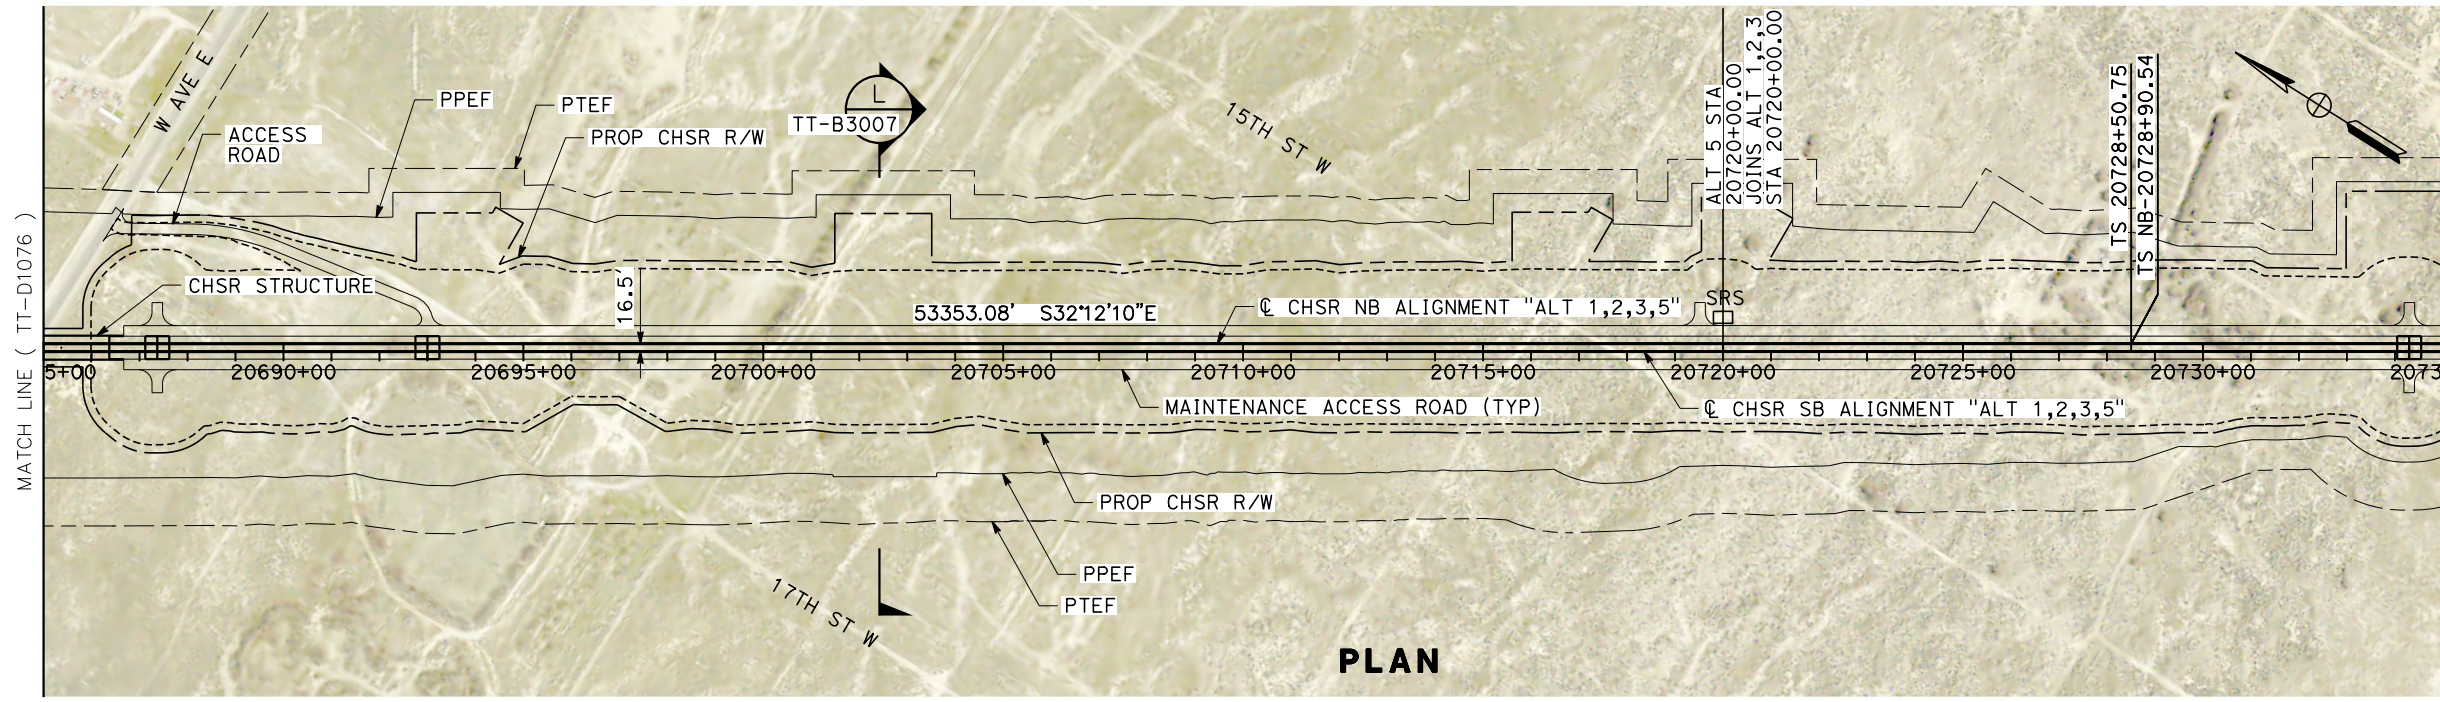 W AVE E
ACCESS
ROAD
PPEF
PTEF
PROP CHSR R/W
L
TT-B3007
15TH ST W
ALT 5 STA
20720+00.00
JOINS ALT 1,2,3
STA 20720+00.00
TS 20728+50.75
TS NB-20728+90.54
MATCH LINE ( TT-D1076 )
CHSR STRUCTURE
16.5
53353.08' S32°12'10"E
℄ CHSR NB ALIGNMENT "ALT 1,2,3,5"
SRS
5+00 20690+00 20695+00 20700+00 20705+00 20710+00 20715+00 20720+00 20725+00 20730+00 2073
MAINTENANCE ACCESS ROAD (TYP)
℄ CHSR SB ALIGNMENT "ALT 1,2,3,5"
PROP CHSR R/W
PPEF
PTEF
17TH ST W
PLAN